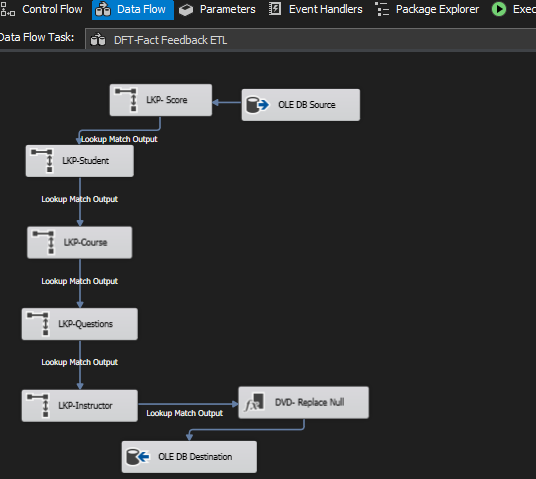 Control Flow Data Flow Parameters Event Handlers Package Explorer Exec
Data Flow Task: DFT-Fact Feedback ETL
LKP- Score OLE DB Source
Lookup Match Output
LKP-Student
Lookup Match Output
LKP-Course
Lookup Match Output
LKP-Questions
Lookup Match Output
LKP-Instructor DVD- Replace Null
Lookup Match Output
OLE DB Destination